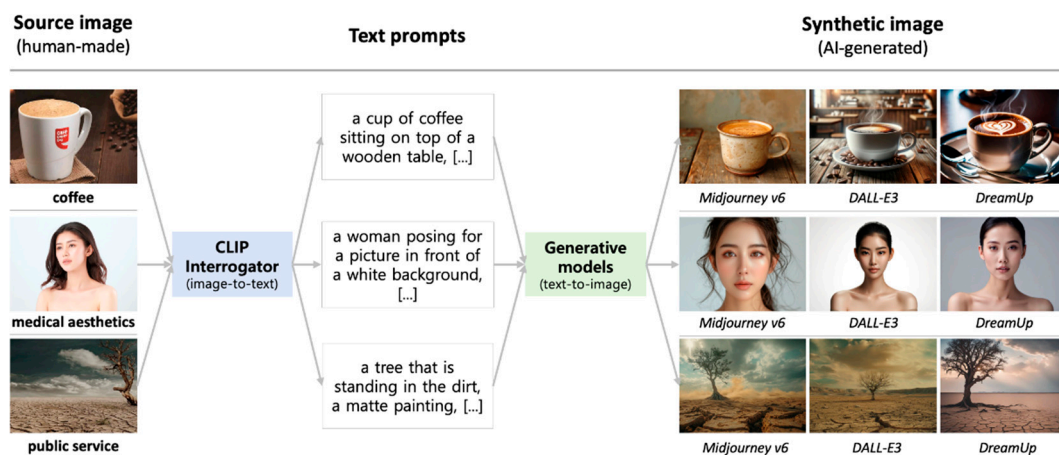 Source image
(human-made)
Text prompts
Synthetic image
(AI-generated)
coffee
medical aesthetics
public service
CLIP
Interrogator
(image-to-text)
a cup of coffee
sitting on top of a
wooden table, [...]
a woman posing for
a picture in front of
a white background,
[...]
a tree that is
standing in the dirt,
a matte painting, [...]
Generative
models
(text-to-image)
Midjourney v6
DALL-E3
DreamUp
Midjourney v6
DALL-E3
DreamUp
Midjourney v6
DALL-E3
DreamUp